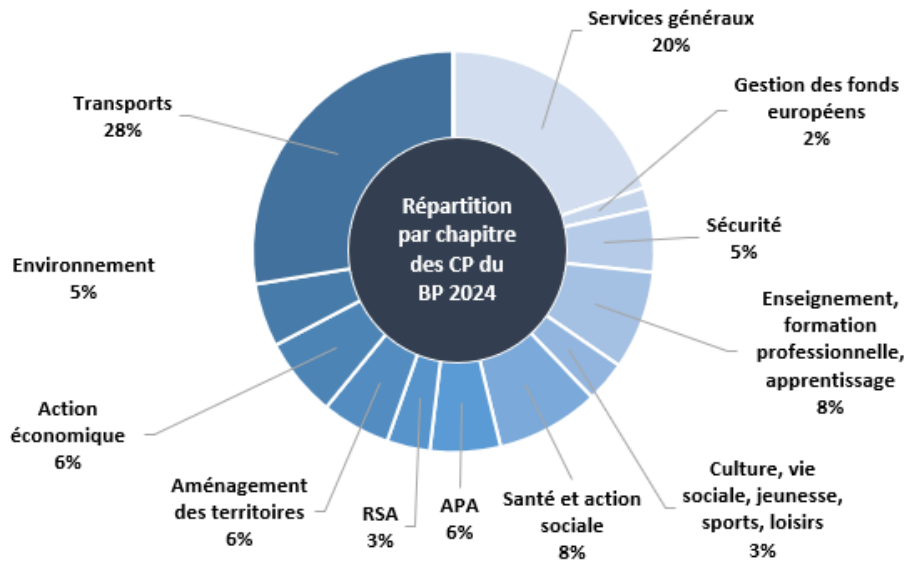 Répartition
par chapitre
des CP du
BP 2024
Services généraux
20%
Gestion des fonds
européens
2%
Sécurité
5%
Enseignement,
formation
professionnelle,
apprentissage
8%
Culture, vie
sociale, jeunesse,
sports, loisirs
3%
Santé et action
sociale
8%
APA
6%
RSA
3%
Aménagement
des territoires
6%
Action
économique
6%
Environnement
5%
Transports
28%